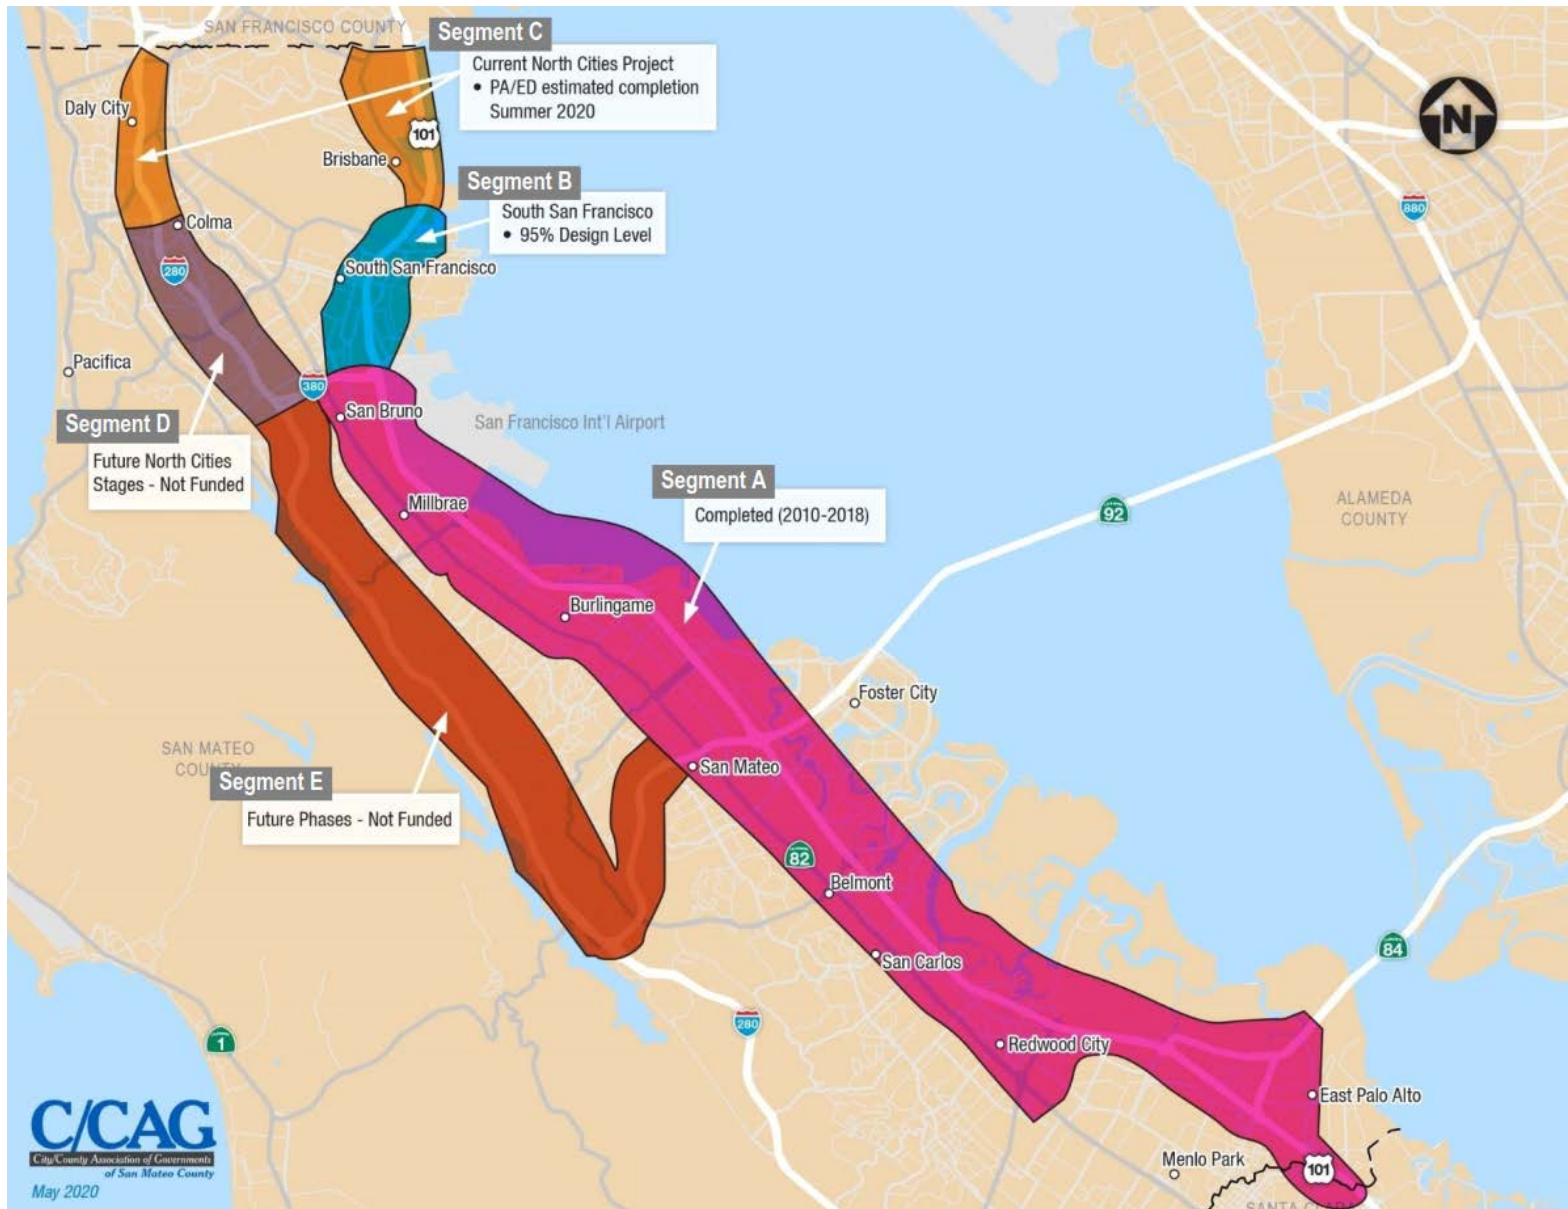 SAN FRANCISCO COUNTY
Segment C
Current North Cities Project
• PA/ED estimated completion
Summer 2020
Daly City
101
Brisbane
Segment B
South San Francisco
• 95% Design Level
N
880
Colma
280
South San Francisco
Pacifica
380
San Bruno
San Francisco Int'l Airport
Segment D
Future North Cities
Stages - Not Funded
Segment A
Completed (2010-2018)
Millbrae
92
ALAMEDA
COUNTY
Burlingame
Foster City
SAN MATEO
COUNTY
San Mateo
Segment E
Future Phases - Not Funded
82
Belmont
San Carlos
84
280
1
Redwood City
East Palo Alto
C/CAG
City/County Association of Governments
of San Mateo County
May 2020
Menlo Park
101
SANTA CLARA